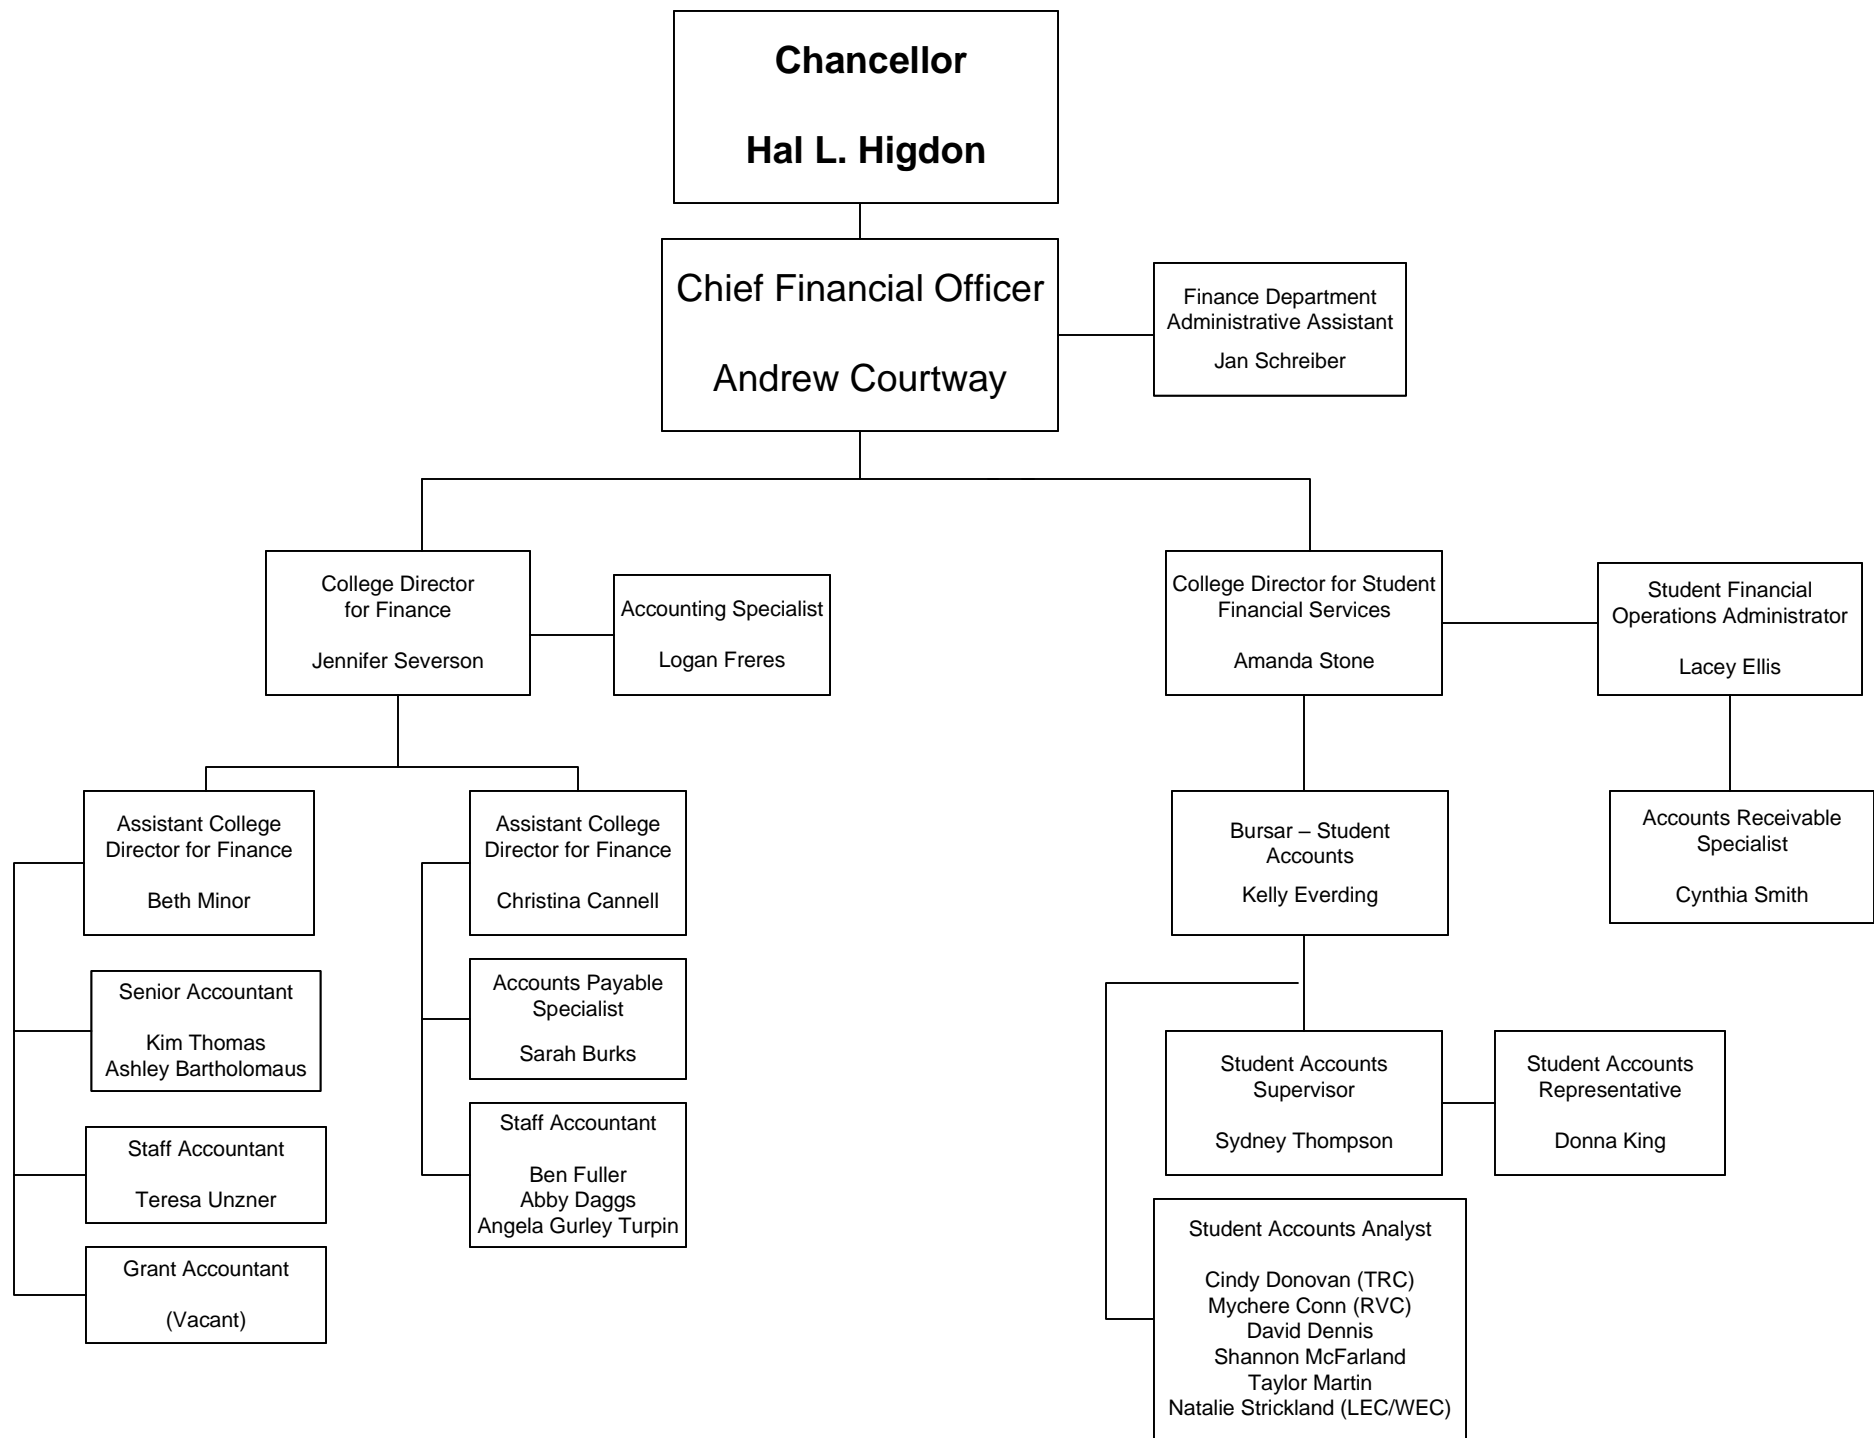 Chancellor
Hal L. Higdon
Chief Financial Officer
Andrew Courtway
Finance Department
Administrative Assistant
Jan Schreiber
College Director
for Finance
Jennifer Severson
Accounting Specialist
Logan Freres
College Director for Student
Financial Services
Amanda Stone
Student Financial
Operations Administrator
Lacey Ellis
Assistant College
Director for Finance
Beth Minor
Assistant College
Director for Finance
Christina Cannell
Bursar – Student
Accounts
Kelly Everding
Accounts Receivable
Specialist
Cynthia Smith
Senior Accountant
Kim Thomas
Ashley Bartholomaus
Accounts Payable
Specialist
Sarah Burks
Student Accounts
Supervisor
Sydney Thompson
Student Accounts
Representative
Donna King
Staff Accountant
Teresa Unzner
Staff Accountant
Ben Fuller
Abby Daggs
Angela Gurley Turpin
Grant Accountant
(Vacant)
Student Accounts Analyst
Cindy Donovan (TRC)
Mychere Conn (RVC)
David Dennis
Shannon McFarland
Taylor Martin
Natalie Strickland (LEC/WEC)